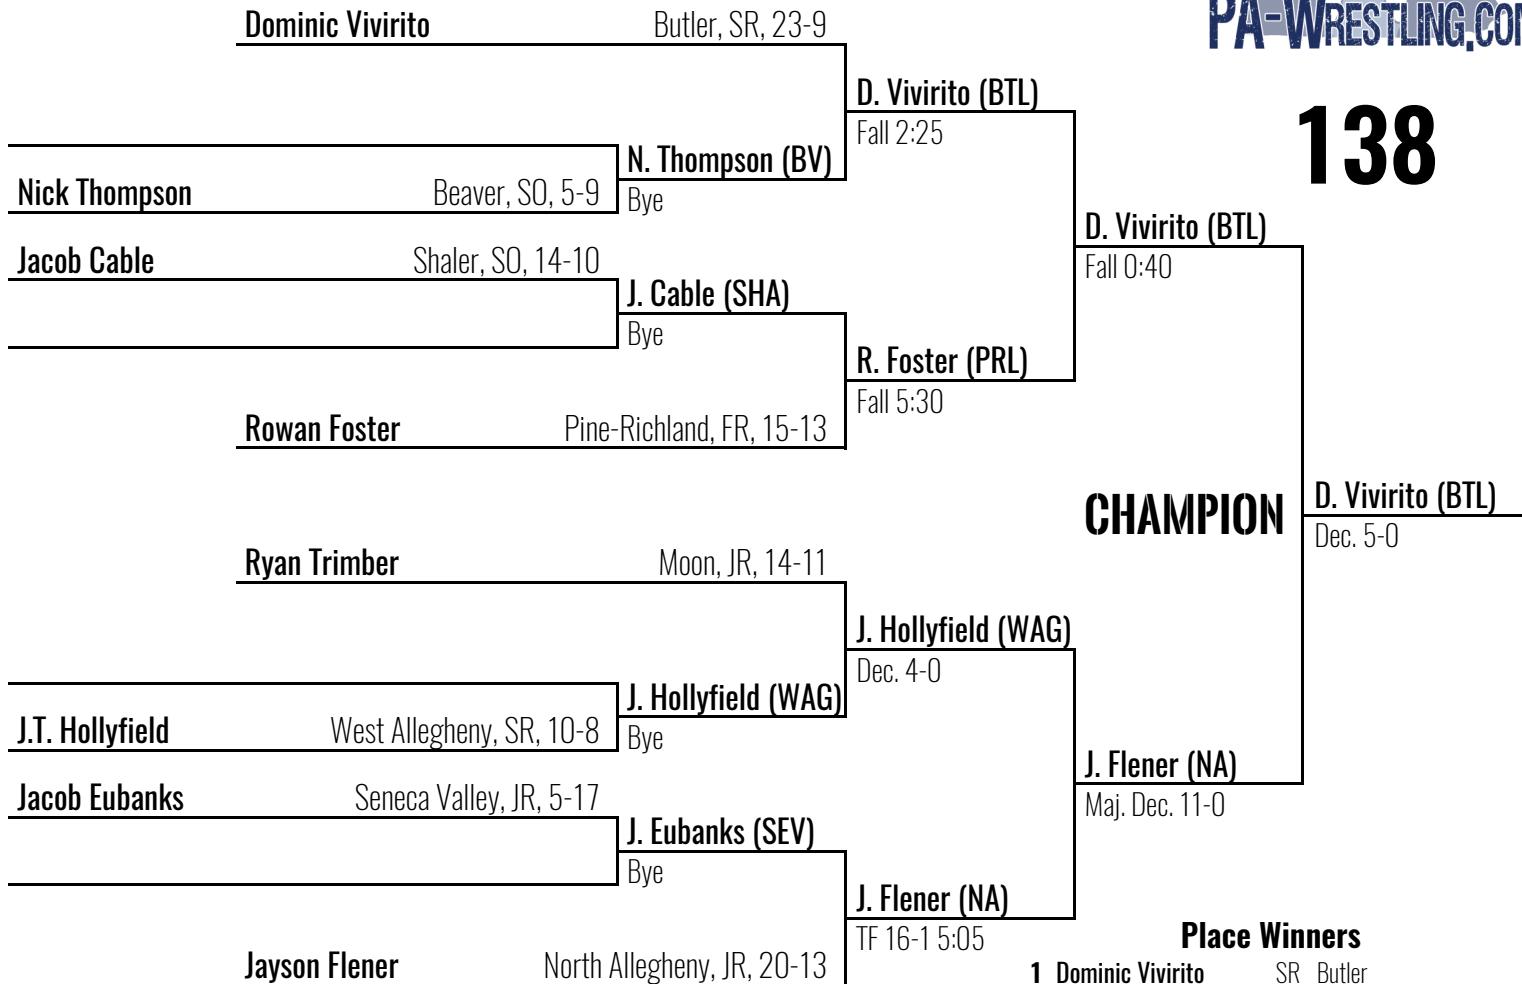 PA-WRESTLING.COM
138
Dominic Vivirito Butler, SR, 23-9
D. Vivirito (BTL)
Fall 2:25
N. Thompson (BV)
Nick Thompson Beaver, SO, 5-9
Bye
D. Vivirito (BTL)
Fall 0:40
Jacob Cable Shaler, SO, 14-10
J. Cable (SHA)
Bye
R. Foster (PRL)
Fall 5:30
Rowan Foster Pine-Richland, FR, 15-13
CHAMPION
D. Vivirito (BTL)
Dec. 5-0
Ryan Trimber Moon, JR, 14-11
J. Hollyfield (WAG)
Dec. 4-0
J. Hollyfield (WAG)
J.T. Hollyfield West Allegheny, SR, 10-8
Bye
J. Flener (NA)
Maj. Dec. 11-0
Jacob Eubanks Seneca Valley, JR, 5-17
J. Eubanks (SEV)
Bye
J. Flener (NA)
TF 16-1 5:05
Jayson Flener North Allegheny, JR, 20-13
Place Winners
1 Dominic Vivirito SR Butler